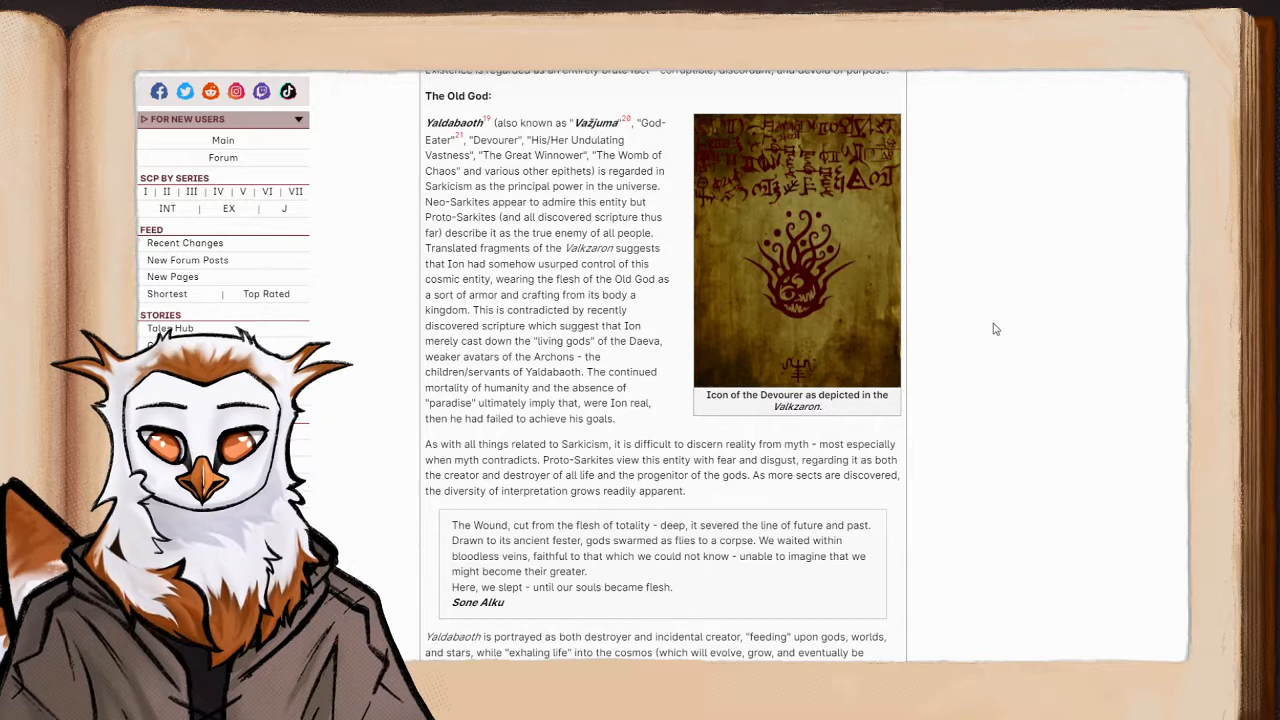 Existence is regarded as an entirely brute fact - corruptible, discordant, and devoid of purpose.
▷ FOR NEW USERS
Main
Forum
SCP BY SERIES
I | II | III | IV | V | VI | VII
INT | EX | J
FEED
Recent Changes
New Forum Posts
New Pages
Shortest | Top Rated
STORIES
Tales Hub
The Old God:
Yaldabaoth19 (also known as "Važjuma"20, "God-
Eater"21, "Devourer", "His/Her Undulating
Vastness", "The Great Winnower", "The Womb of
Chaos" and various other epithets) is regarded in
Sarkicism as the principal power in the universe.
Neo-Sarkites appear to admire this entity but
Proto-Sarkites (and all discovered scripture thus
far) describe it as the true enemy of all people.
Translated fragments of the Valkzaron suggests
that Ion had somehow usurped control of this
cosmic entity, wearing the flesh of the Old God as
a sort of armor and crafting from its body a
kingdom. This is contradicted by recently
discovered scripture which suggest that Ion
merely cast down the "living gods" of the Daeva,
weaker avatars of the Archons - the
children/servants of Yaldabaoth. The continued
mortality of humanity and the absence of
"paradise" ultimately imply that, were Ion real,
then he had failed to achieve his goals.
Icon of the Devourer as depicted in the
Valkzaron.
As with all things related to Sarkicism, it is difficult to discern reality from myth - most especially
when myth contradicts. Proto-Sarkites view this entity with fear and disgust, regarding it as both
the creator and destroyer of all life and the progenitor of the gods. As more sects are discovered,
the diversity of interpretation grows readily apparent.
The Wound, cut from the flesh of totality - deep, it severed the line of future and past.
Drawn to its ancient fester, gods swarmed as flies to a corpse. We waited within
bloodless veins, faithful to that which we could not know - unable to imagine that we
might become their greater.
Here, we slept - until our souls became flesh.
Sone Alku
Yaldabaoth is portrayed as both destroyer and incidental creator, "feeding" upon gods, worlds,
and stars, while "exhaling life" into the cosmos (which will evolve, grow, and eventually be